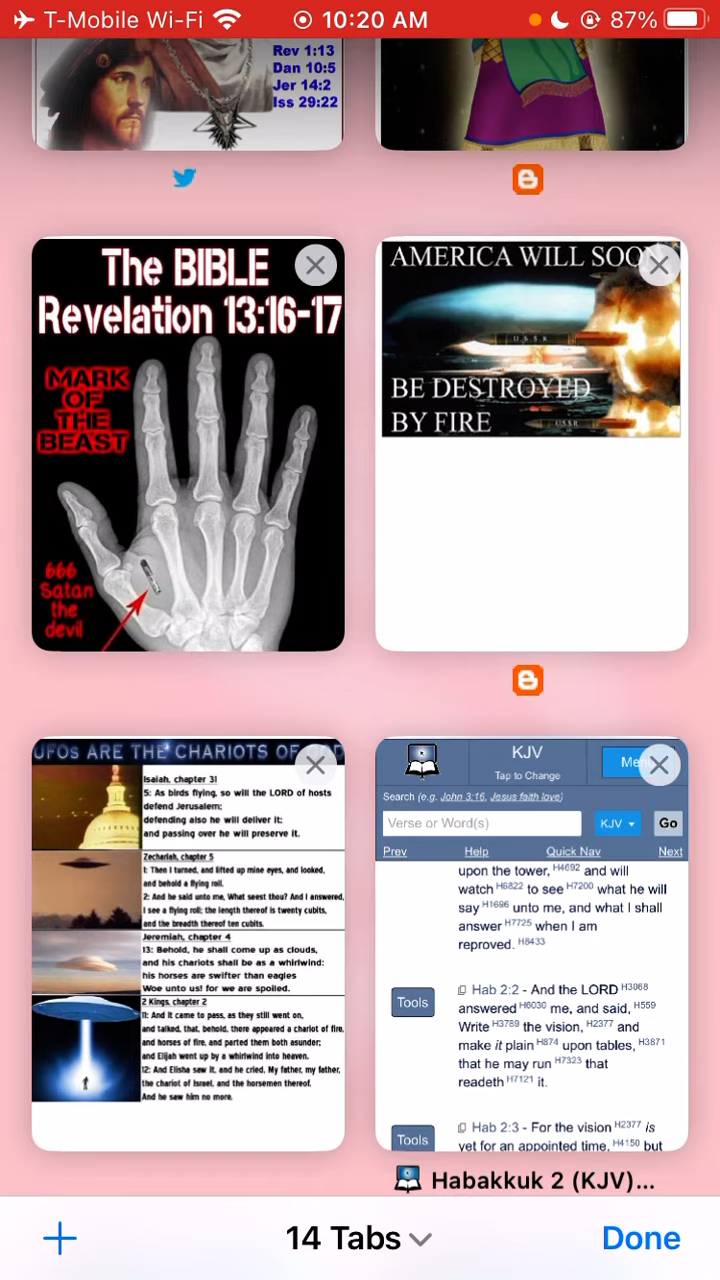 T-Mobile Wi-Fi 10:20 AM 87%
Rev 1:13
Dan 10:5
Jer 14:2
Iss 29:22
The BIBLE
Revelation 13:16-17
MARK
OF
THE
BEAST
666
Satan
the
devil
AMERICA WILL SOON
USSR
BE DESTROYED
BY FIRE
USSR
UFOs ARE THE CHARIOTS OF GOD
Isaiah, chapter 31
5: As birds flying, so will the LORD of hosts
defend Jerusalem;
defending also he will deliver it;
and passing over he will preserve it.
Zechariah, chapter 5
1: Then I turned, and lifted up mine eyes, and looked,
and behold a flying roll.
2: And he said unto me, What seest thou? And I answered,
I see a flying roll; the length thereof is twenty cubits,
and the breadth thereof ten cubits.
Jeremiah, chapter 4
13: Behold, he shall come up as clouds,
and his chariots shall be as a whirlwind:
his horses are swifter than eagles
Woe unto us! for we are spoiled.
2 Kings, chapter 2
11: And it came to pass, as they still went on,
and talked, that, behold, there appeared a chariot of fire,
and horses of fire, and parted them both asunder;
and Elijah went up by a whirlwind into heaven.
12: And Elisha saw it, and he cried, My father, my father,
the chariot of Israel, and the horsemen thereof.
And he saw him no more.
KJV
Tap to Change
Men
Search (e.g. John 3:16, Jesus faith love)
Verse or Word(s) KJV Go
Prev Help Quick Nav Next
upon the tower, H4692 and will
watch H6822 to see H7200 what he will
say H1696 unto me, and what I shall
answer H7725 when I am
reproved. H8433
Tools
Hab 2:2 - And the LORD H3068
answered H6030 me, and said, H559
Write H3789 the vision, H2377 and
make it plain H874 upon tables, H3871
that he may run H7323 that
readeth H7121 it.
Tools
Hab 2:3 - For the vision H2377 is
yet for an appointed time, H4150 but
Habakkuk 2 (KJV)...
14 Tabs
Done